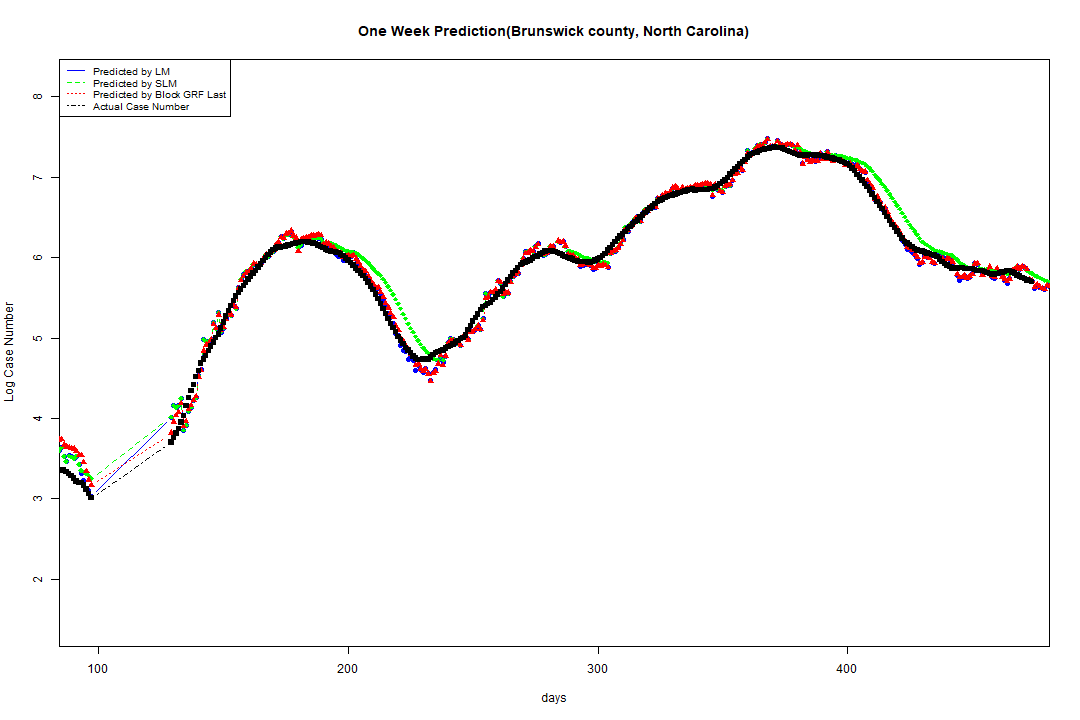 One Week Prediction(Brunswick county, North Carolina)
Predicted by LM
Predicted by SLM
Predicted by Block GRF Last
Actual Case Number
8
7
6
5
4
3
2
Log Case Number
100 200 300 400
days